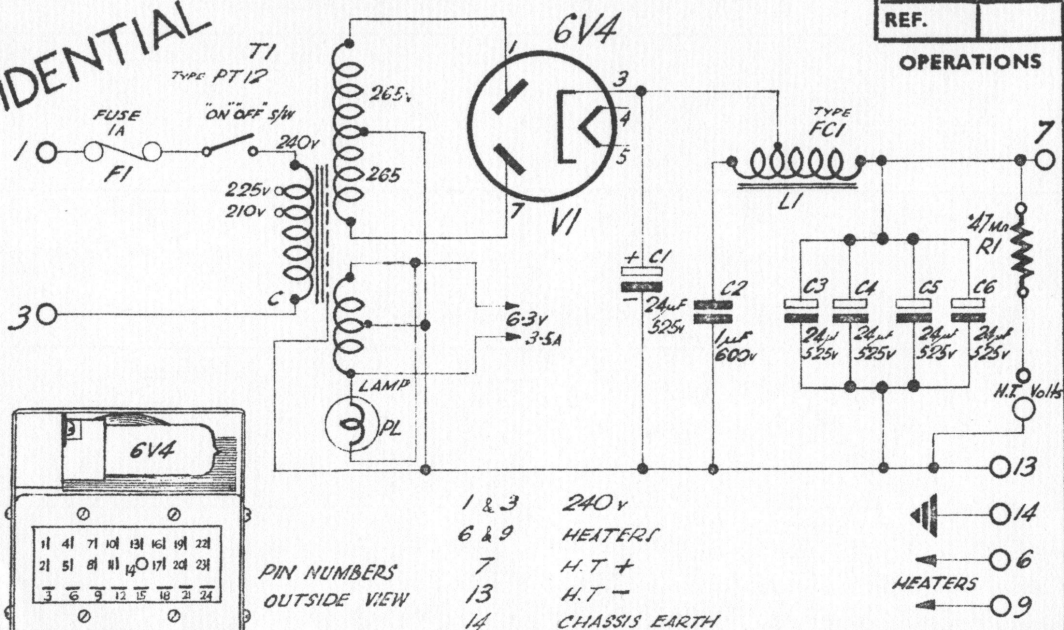 IDENTIAL
REF.
OPERATIONS
T1
TYPE PT12
6V4
FUSE
1A
F1
"ON" "OFF" S/W
240v
225v
210v
C
265v
265
1
3
4
5
7
V1
TYPE
FC1
L1
7
1
3
·47MΩ
R1
+ C1
-
24µF
525v
C2
1µF
600v
C3
24µF
525v
C4
24µF
525v
C5
24µF
525v
C6
24µF
525v
6·3v
3·5A
LAMP
PL
H.T. Volts
13
14
6
HEATERS
9
6V4
1 4 7 10 13 16 19 22
2 5 8 11 14 17 20 23
3 6 9 12 15 18 21 24
PIN NUMBERS
OUTSIDE VIEW
1 & 3 240v
6 & 9 HEATERS
7 H.T +
13 H.T -
14 CHASSIS EARTH